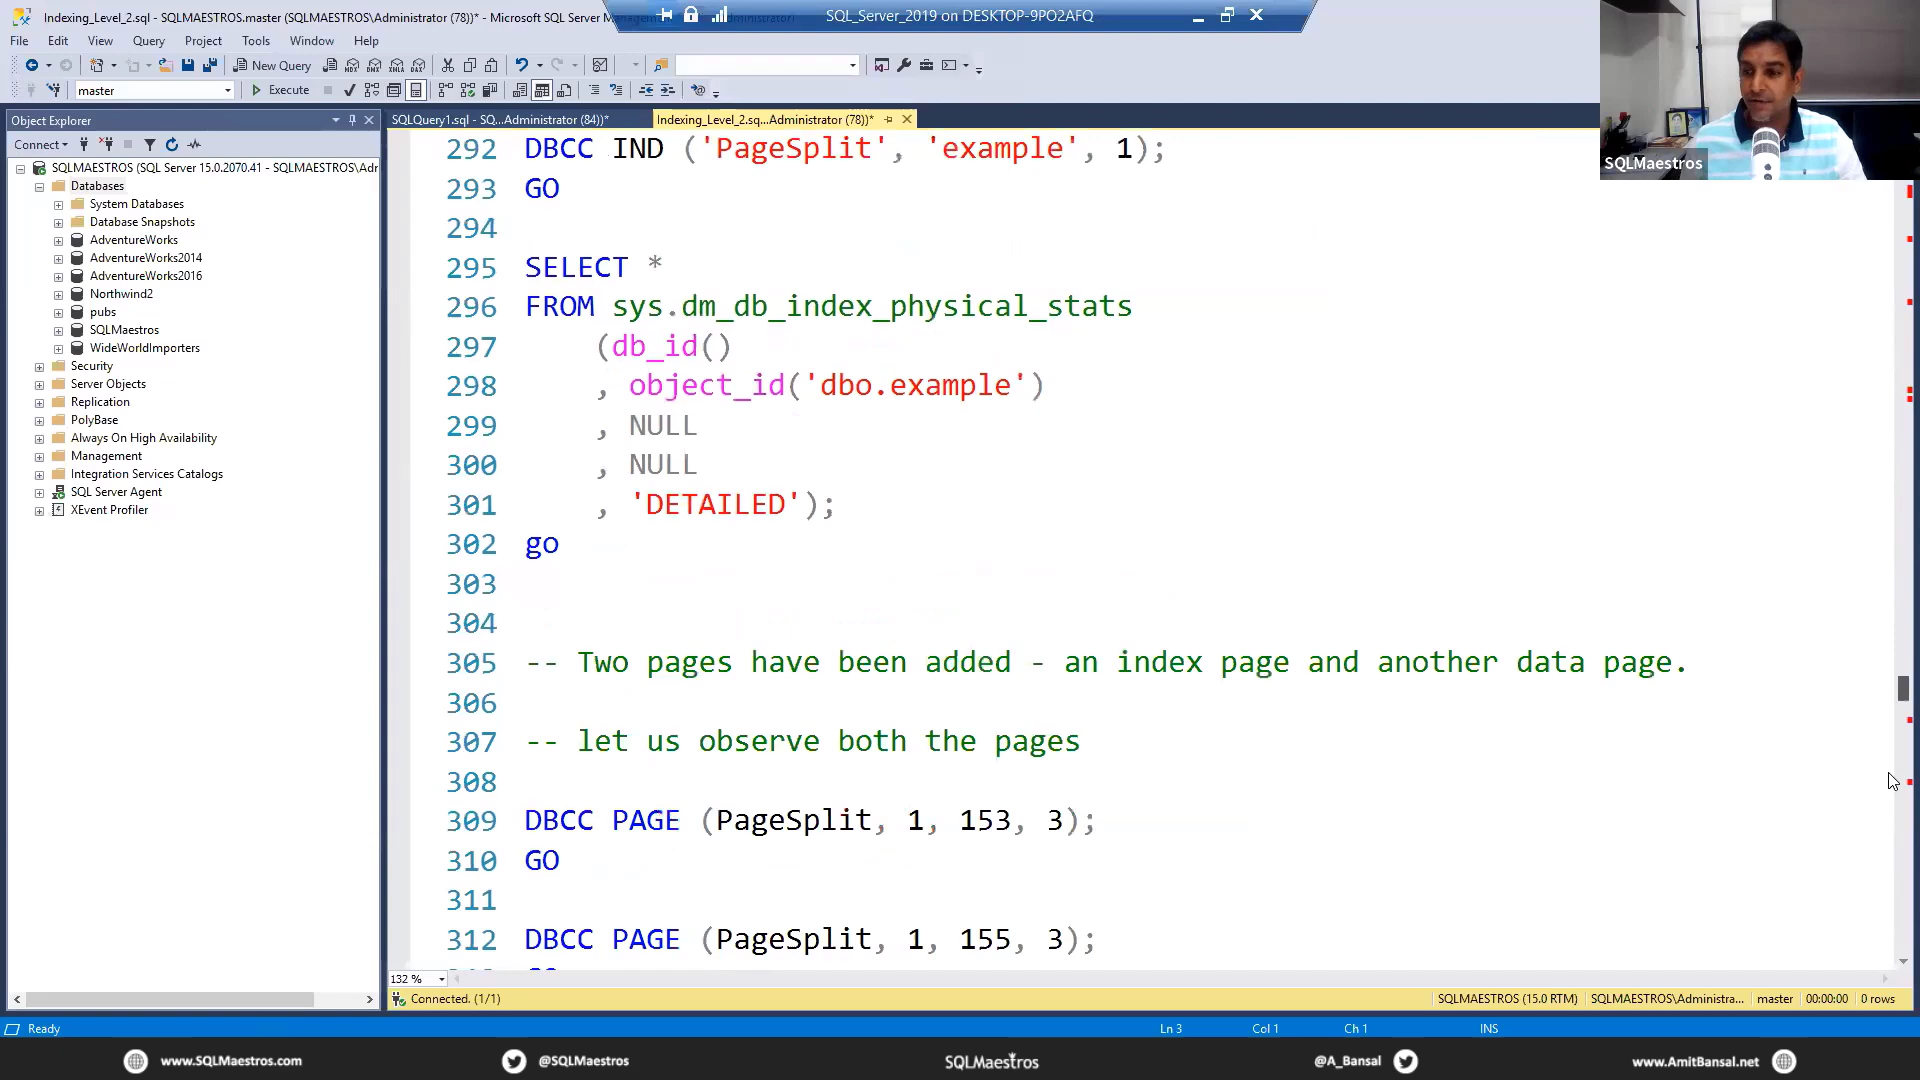 Indexing_Level_2.sql - SQLMAESTROS.master (SQLMAESTROS\Administrator (78))* - Microsoft SQL Server
SQL_Server_2019 on DESKTOP-9PO2AFQ
File Edit View Query Project Tools Window Help
New Query
MDX DMX XMLA DAX
master
Execute
Object Explorer
Connect
SQLMAESTROS (SQL Server 15.0.2070.41 - SQLMAESTROS\Adr
Databases
System Databases
Database Snapshots
AdventureWorks
AdventureWorks2014
AdventureWorks2016
Northwind2
pubs
SQLMaestros
WideWorldImporters
Security
Server Objects
Replication
PolyBase
Always On High Availability
Management
Integration Services Catalogs
SQL Server Agent
XEvent Profiler
SQLQuery1.sql - SQ...Administrator (84))*
Indexing_Level_2.sq...Administrator (78))*
292 DBCC IND ('PageSplit', 'example', 1);
293 GO
294
295 SELECT *
296 FROM sys.dm_db_index_physical_stats
297 (db_id()
298 , object_id('dbo.example')
299 , NULL
300 , NULL
301 , 'DETAILED');
302 go
303
304
305 -- Two pages have been added - an index page and another data page.
306
307 -- let us observe both the pages
308
309 DBCC PAGE (PageSplit, 1, 153, 3);
310 GO
311
312 DBCC PAGE (PageSplit, 1, 155, 3);
132 %
Connected. (1/1)
SQLMAESTROS (15.0 RTM) SQLMAESTROS\Administra... master 00:00:00 0 rows
Ready
Ln 3 Col 1 Ch 1 INS
SQLMaestros
www.SQLMaestros.com @SQLMaestros SQLMaestros @A_Bansal www.AmitBansal.net